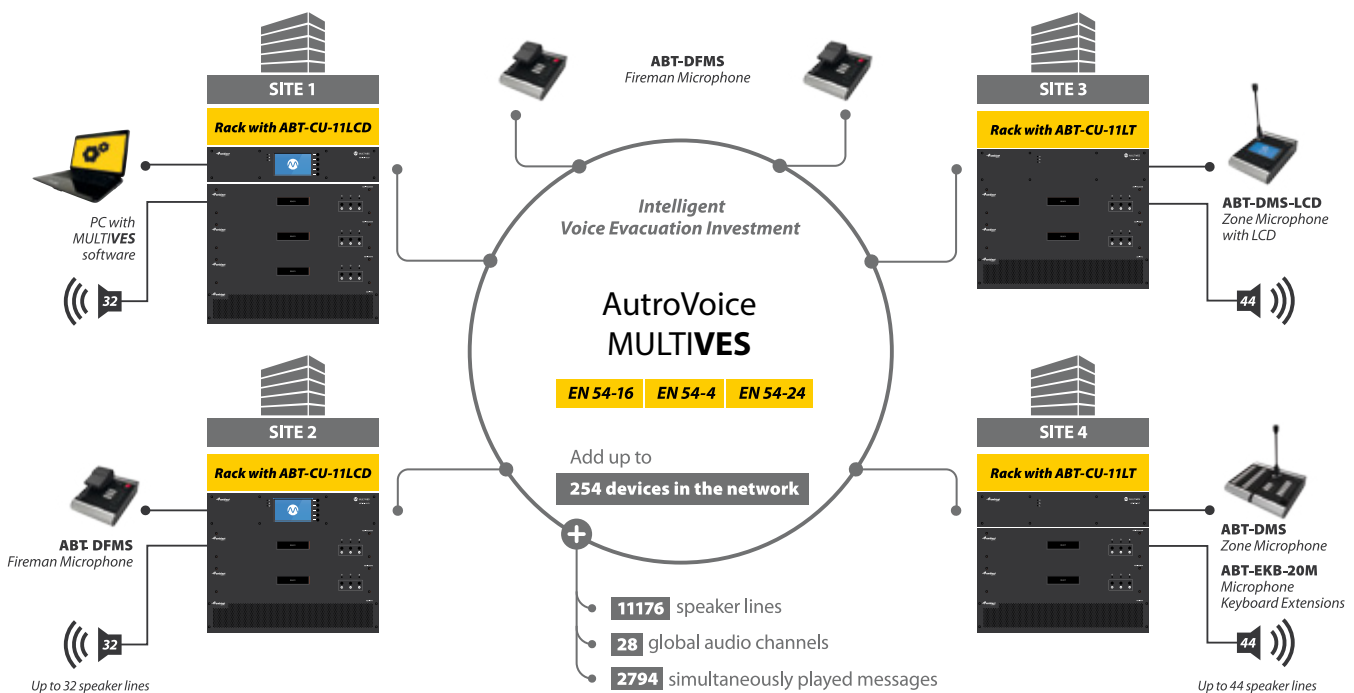 SITE 1
Rack with ABT-CU-11LCD
PC with
MULTIVES
software
32
SITE 2
Rack with ABT-CU-11LCD
ABT DFMS
Fireman Microphone
32
Up to 32 speaker lines
ABT-DFMS
Fireman Microphone
Intelligent
Voice Evacuation Investment
AutroVoice
MULTIVES
EN 54-16
EN 54-4
EN 54-24
Add up to
254 devices in the network
+
11176 speaker lines
28 global audio channels
2794 simultaneously played messages
SITE 3
Rack with ABT-CU-11LT
ABT-DMS-LCD
Zone Microphone
with LCD
44
SITE 4
Rack with ABT-CU-11LT
ABT-DMS
Zone Microphone
ABT-EKB-20M
Microphone
Keyboard Extensions
44
Up to 44 speaker lines